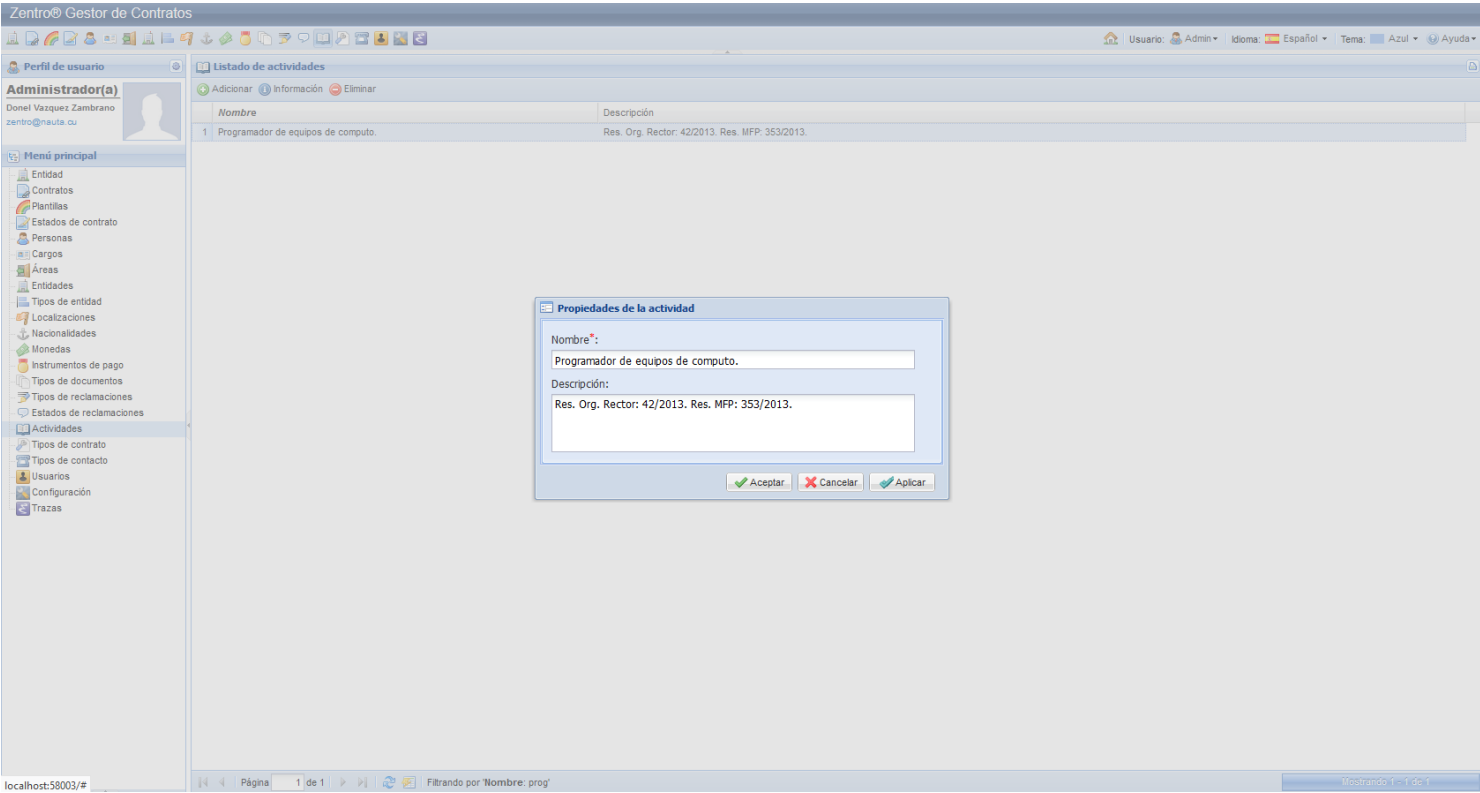 Zentro® Gestor de Contratos
Usuario: Admin Idioma: Español Tema: Azul Ayuda
Perfil de usuario
Administrador(a)
Donel Vazquez Zambrano
zentro@nauta.cu
Menú principal
Entidad
Contratos
Plantillas
Estados de contrato
Personas
Cargos
Áreas
Entidades
Tipos de entidad
Localizaciones
Nacionalidades
Monedas
Instrumentos de pago
Tipos de documentos
Tipos de reclamaciones
Estados de reclamaciones
Actividades
Tipos de contrato
Tipos de contacto
Usuarios
Configuración
Trazas
localhost:58003/#
Listado de actividades
Adicionar Información Eliminar
Nombre Descripción
1 Programador de equipos de computo. Res. Org. Rector: 42/2013. Res. MFP: 353/2013.
Propiedades de la actividad
Nombre*:
Programador de equipos de computo.
Descripción:
Res. Org. Rector: 42/2013. Res. MFP: 353/2013.
Aceptar Cancelar Aplicar
Página 1 de 1 Filtrando por 'Nombre: prog' Mostrando 1 - 1 de 1